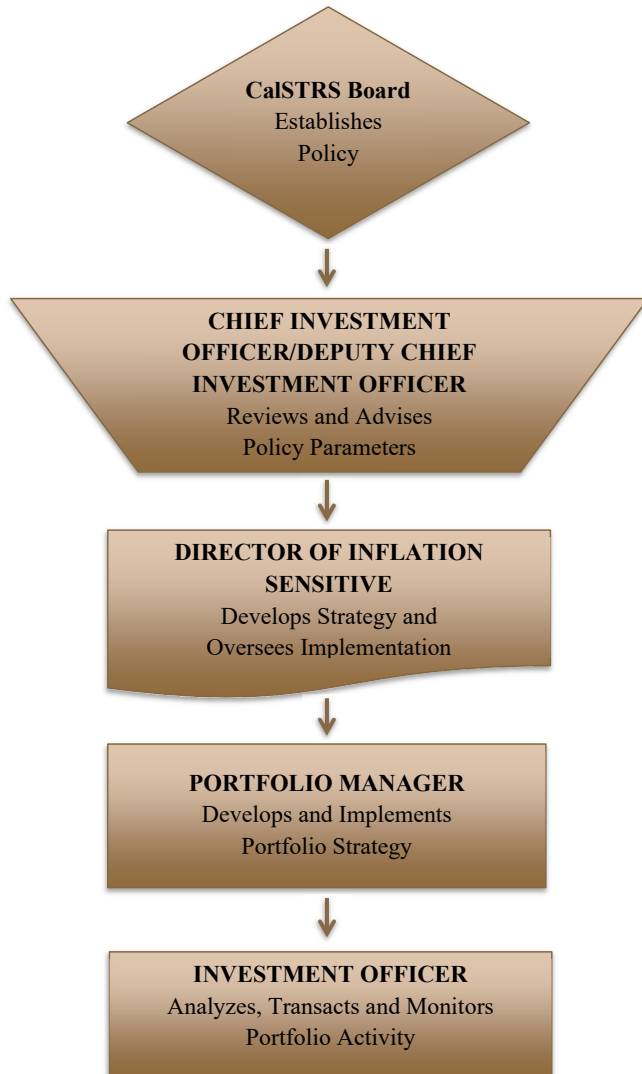 CalSTRS Board
Establishes
Policy
CHIEF INVESTMENT
OFFICER/DEPUTY CHIEF
INVESTMENT OFFICER
Reviews and Advises
Policy Parameters
DIRECTOR OF INFLATION
SENSITIVE
Develops Strategy and
Oversees Implementation
PORTFOLIO MANAGER
Develops and Implements
Portfolio Strategy
INVESTMENT OFFICER
Analyzes, Transacts and Monitors
Portfolio Activity